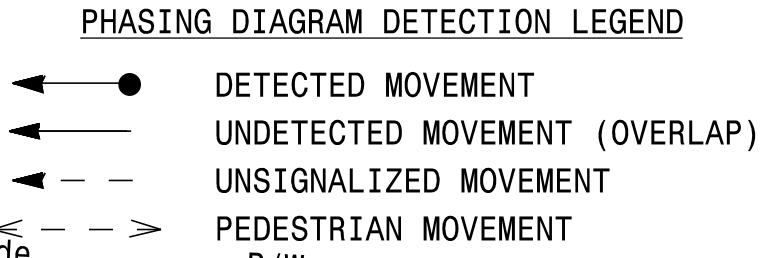 PHASING DIAGRAM DETECTION LEGEND
DETECTED MOVEMENT
UNDETECTED MOVEMENT (OVERLAP)
UNSIGNALIZED MOVEMENT
PEDESTRIAN MOVEMENT